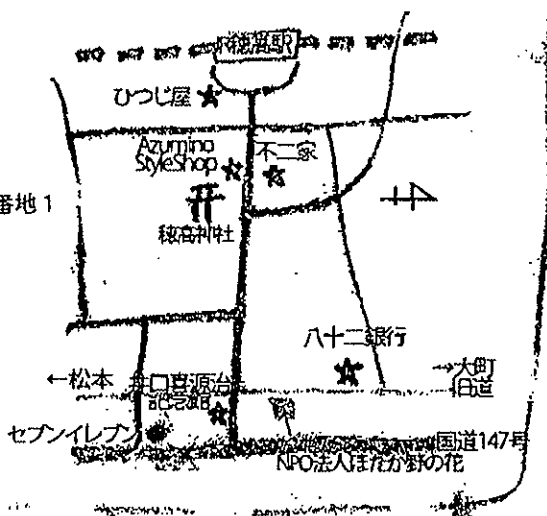 JR穂高駅
ひつじ屋
Azumino
StyleShop
不二家
番地1
穂高神社
八十二銀行
←松本
井口喜源治
記念館
→大町
旧道
セブンイレブン
国道147号
NPO法人ほたか野の花